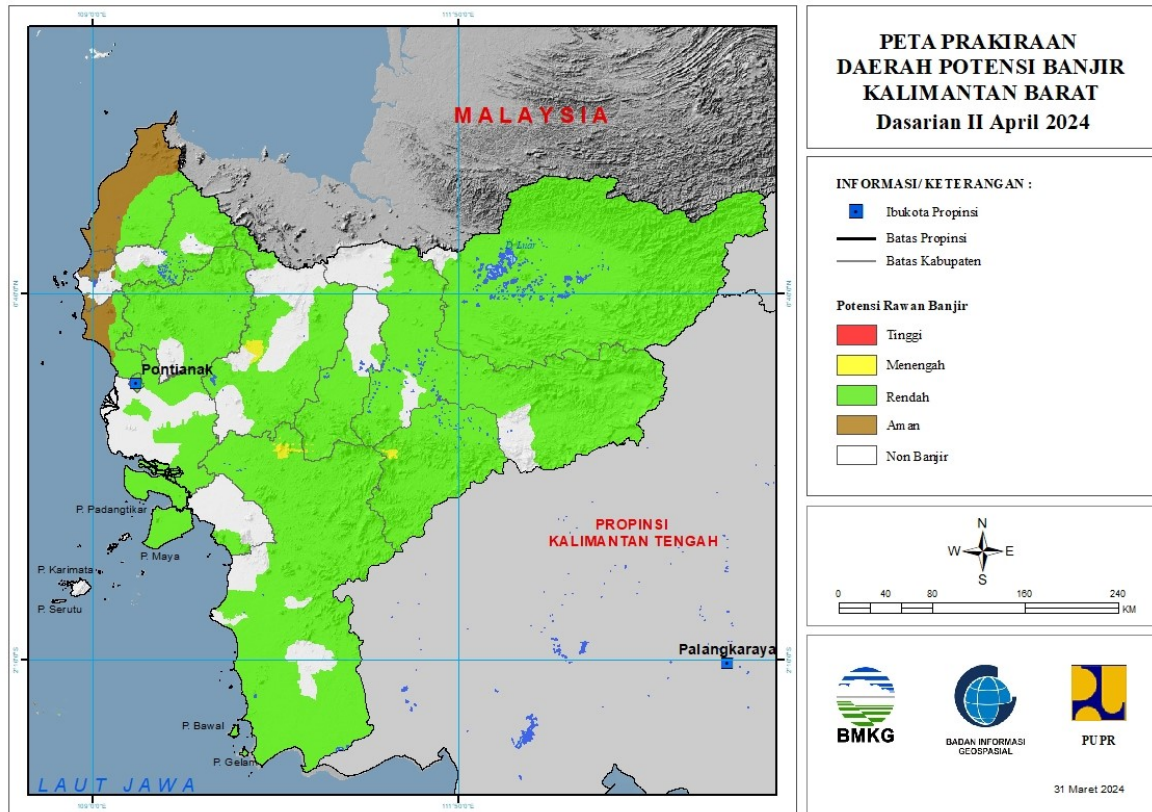 PETA PRAKIRAAN
DAERAH POTENSI BANJIR
KALIMANTAN BARAT
Dasarian II April 2024
INFORMASI/ KETERANGAN :
Ibukota Propinsi
Batas Propinsi
Batas Kabupaten
Potensi Rawan Banjir
Tinggi
Menengah
Rendah
Aman
Non Banjir
N
W E
S
0 40 80 160 240
KM
BMKG
BADAN INFORMASI
GEOSPASIAL
PUPR
31 Maret 2024
MALAYSIA
Pontianak
P. Padangtikar
P. Maya
P. Karimata
P. Serutu
PROPINSI
KALIMANTAN TENGAH
Palangkaraya
P. Bawal
P. Gelam
LAUT JAWA